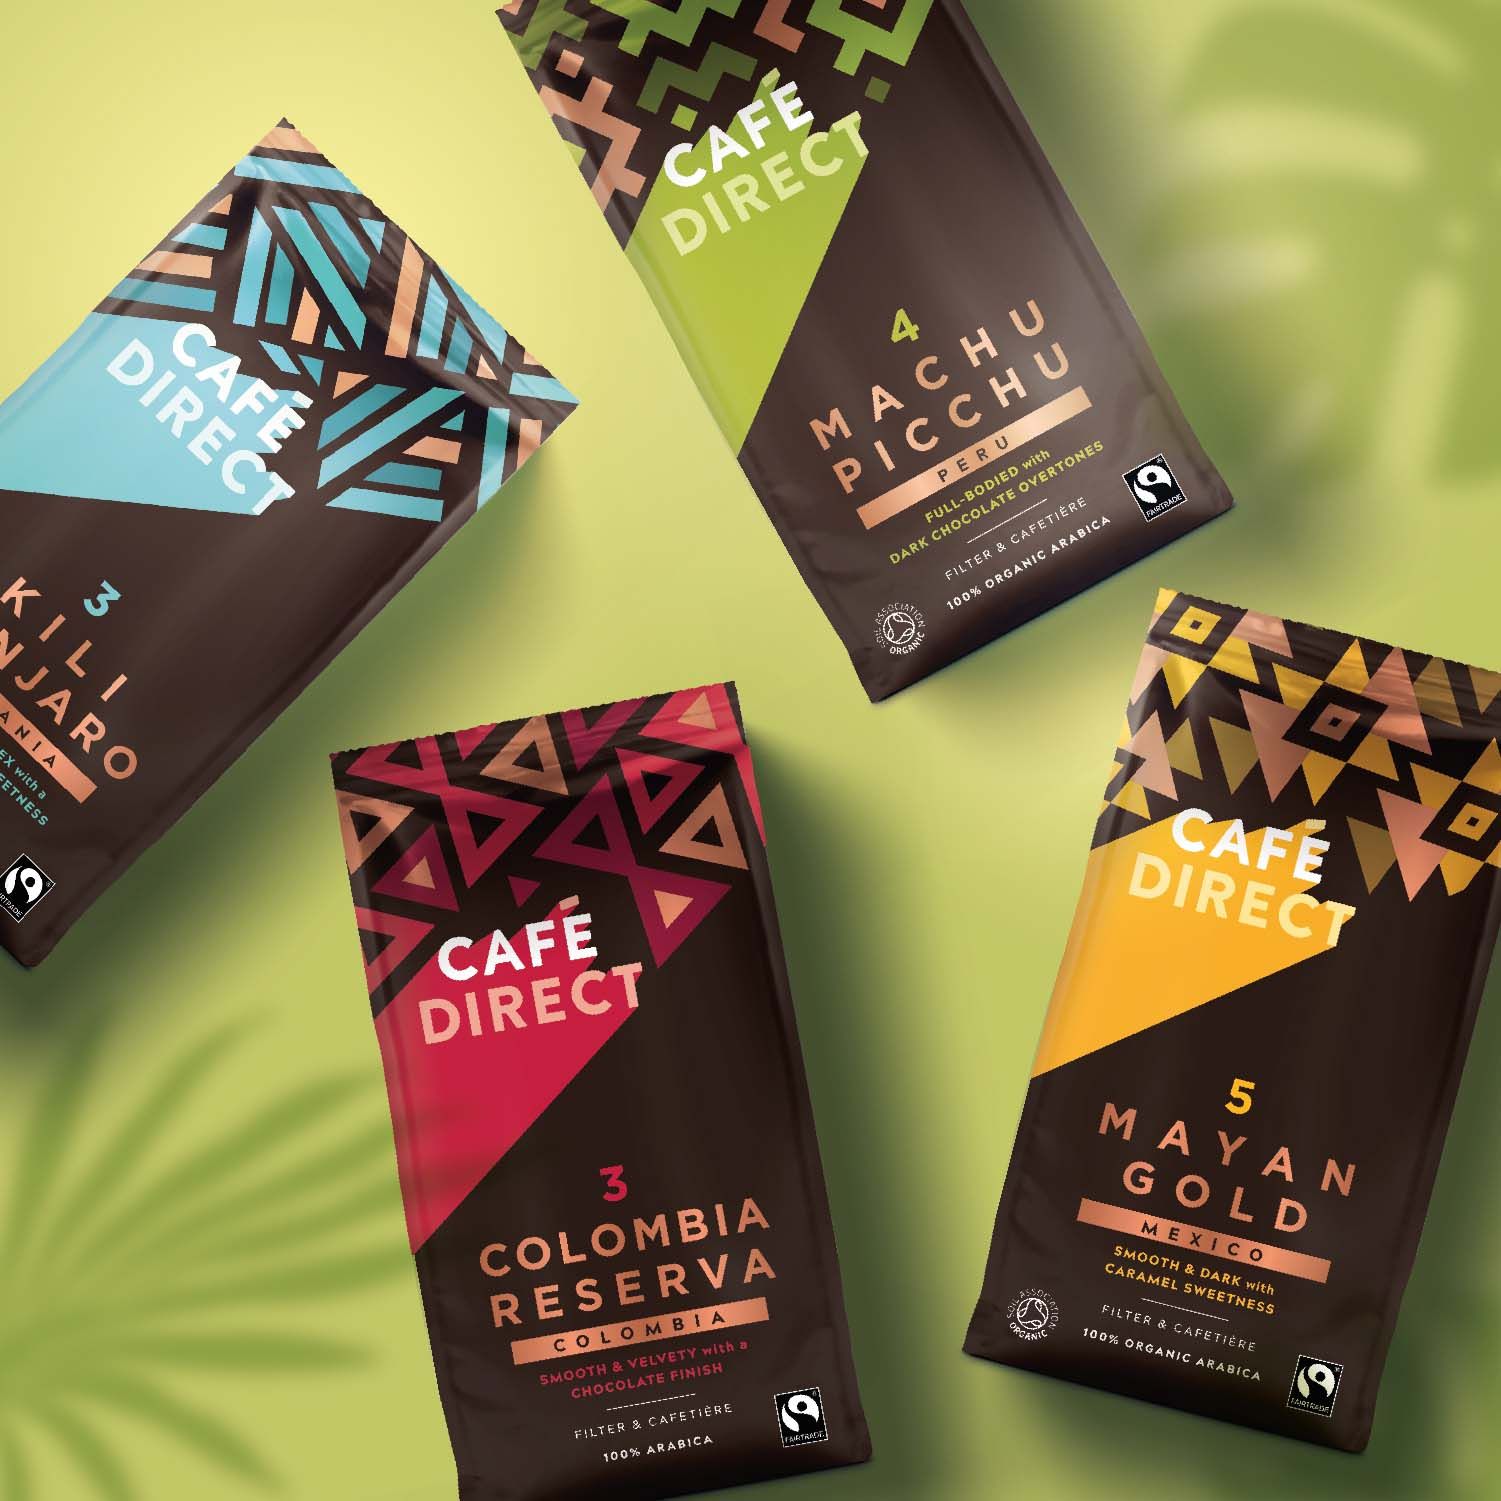 CAFÉ
DIRECT
3
KILI
NJARO
ANIA
EX with a
ETNESS
CAFÉ
DIRECT
4
MACHU
PICCHU
PERU
FULL-BODIED with
DARK CHOCOLATE OVERTONES
FILTER & CAFETIÈRE
100% ORGANIC ARABICA
SOIL ASSOCIATION
ORGANIC
FAIRTRADE
CAFÉ
DIRECT
3
COLOMBIA
RESERVA
COLOMBIA
SMOOTH & VELVETY with a
CHOCOLATE FINISH
FILTER & CAFETIÈRE
100% ARABICA
FAIRTRADE
CAFÉ
DIRECT
5
MAYAN
GOLD
MEXICO
SMOOTH & DARK with
CARAMEL SWEETNESS
FILTER & CAFETIÈRE
100% ORGANIC ARABICA
SOIL ASSOCIATION
ORGANIC
FAIRTRADE